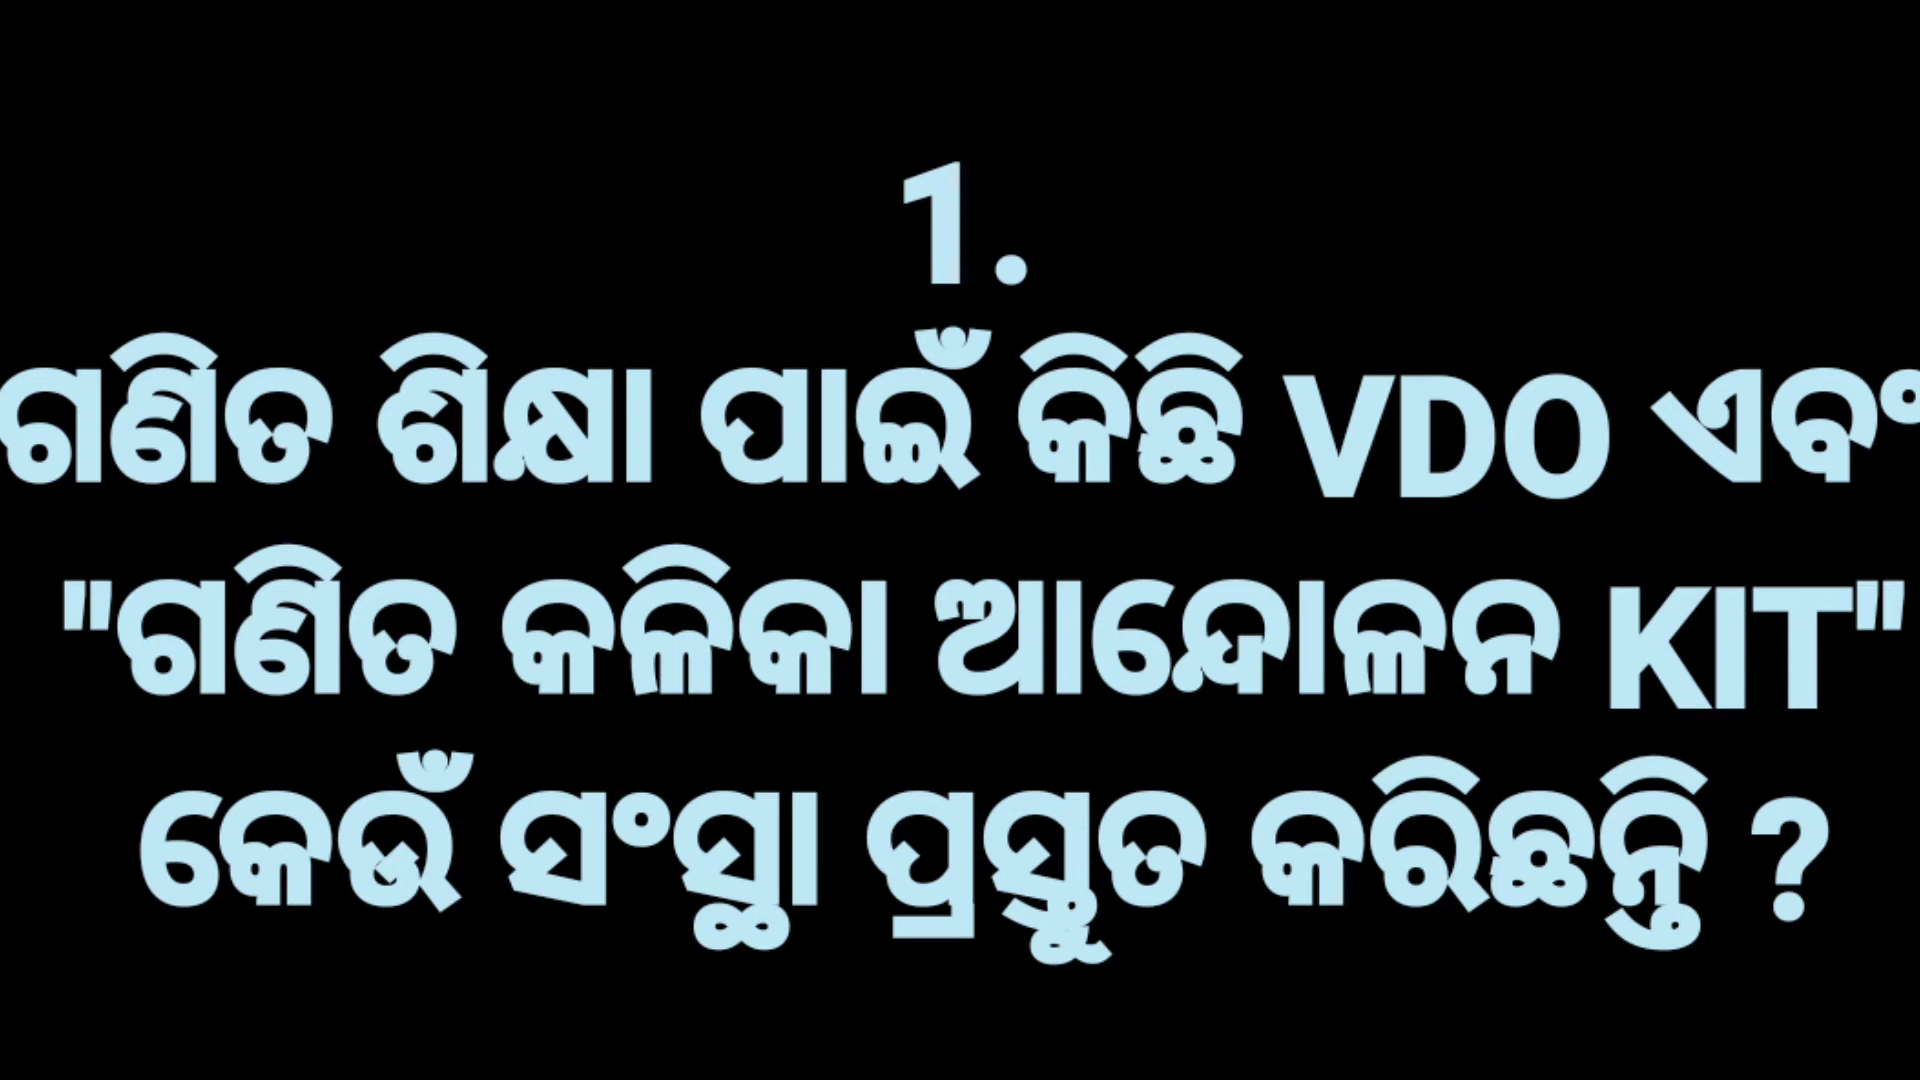 1.
ଗଣିତ ଶିକ୍ଷା ପାଇଁ କିଛି VDO ଏବଂ
"ଗଣିତ କଳିକା ଆନ୍ଦୋଳନ KIT"
କେଉଁ ସଂସ୍ଥା ପ୍ରସ୍ତୁତ କରିଛନ୍ତି ?